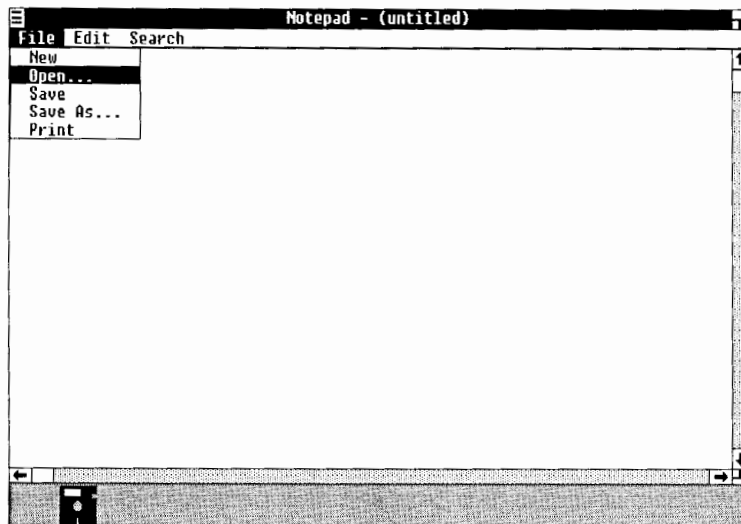 Notepad - (untitled)
File Edit Search
New
Open...
Save
Save As...
Print